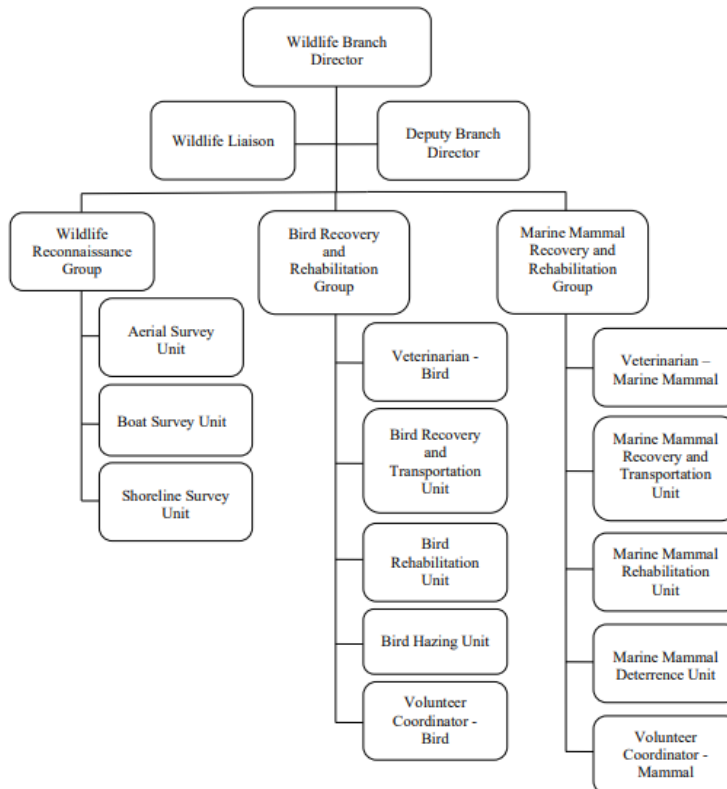 Wildlife Branch
Director
Wildlife Liaison
Deputy Branch
Director
Wildlife
Reconnaissance
Group
Bird Recovery
and
Rehabilitation
Group
Marine Mammal
Recovery and
Rehabilitation
Group
Aerial Survey
Unit
Boat Survey Unit
Shoreline Survey
Unit
Veterinarian -
Bird
Bird Recovery
and
Transportation
Unit
Bird
Rehabilitation
Unit
Bird Hazing Unit
Volunteer
Coordinator -
Bird
Veterinarian –
Marine Mammal
Marine Mammal
Recovery and
Transportation
Unit
Marine Mammal
Rehabilitation
Unit
Marine Mammal
Deterrence Unit
Volunteer
Coordinator -
Mammal